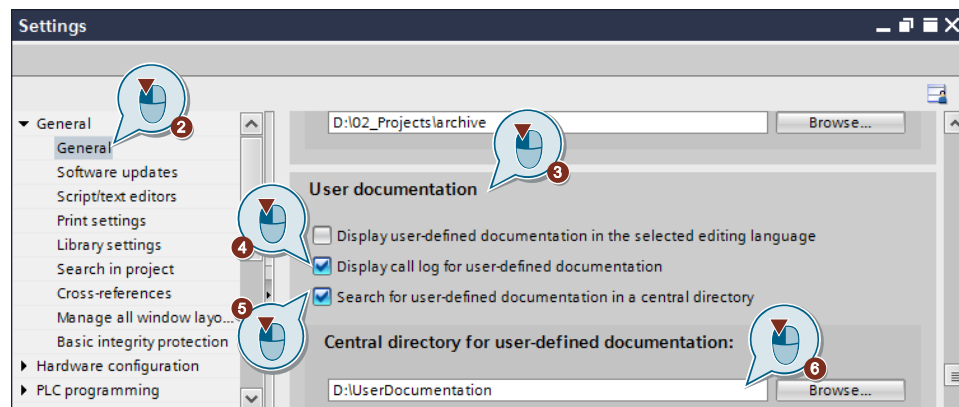 Settings
2
General
General
Software updates
Script/text editors
Print settings
Library settings
Search in project
Cross-references
Manage all window layo...
Basic integrity protection
Hardware configuration
PLC programming
D:\02_Projects\archive
Browse...
3
User documentation
Display user-defined documentation in the selected editing language
4
Display call log for user-defined documentation
5
Search for user-defined documentation in a central directory
Central directory for user-defined documentation:
6
D:\UserDocumentation
Browse...